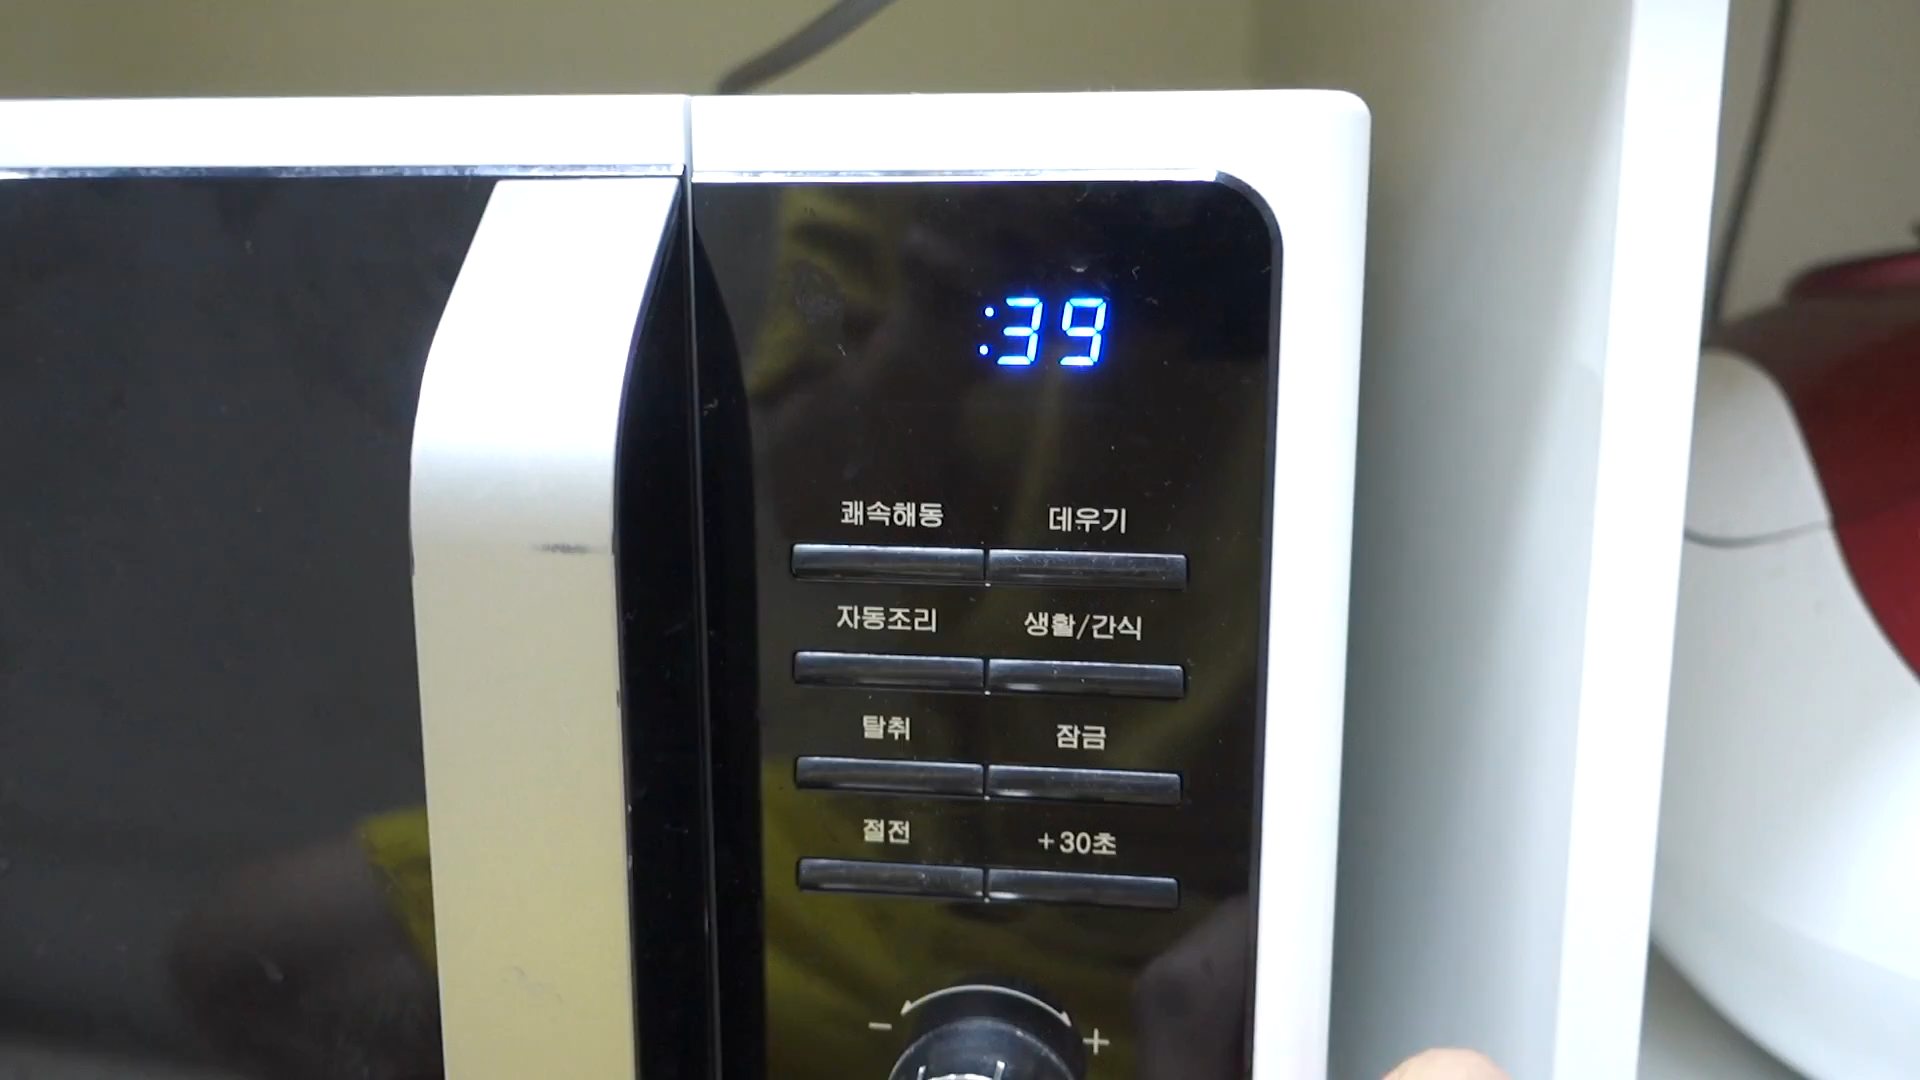 :39
쾌속해동 데우기
자동조리 생활/간식
탈취 잠금
절전 +30초
- +